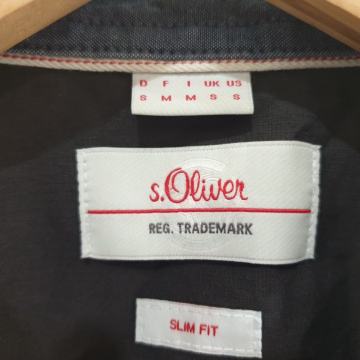 D F I UK US
S M M S S
s.Oliver
REG. TRADEMARK
SLIM FIT